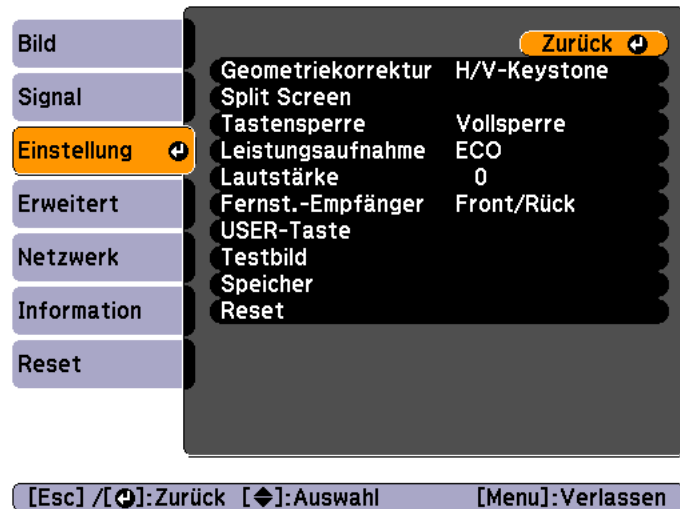 Bild
Signal
Einstellung
Erweitert
Netzwerk
Information
Reset
Zurück
Geometriekorrektur H/V-Keystone
Split Screen
Tastensperre Vollsperre
Leistungsaufnahme ECO
Lautstärke 0
Fernst.-Empfänger Front/Rück
USER-Taste
Testbild
Speicher
Reset
[Esc] /[⏎]:Zurück [◆]:Auswahl [Menu]:Verlassen